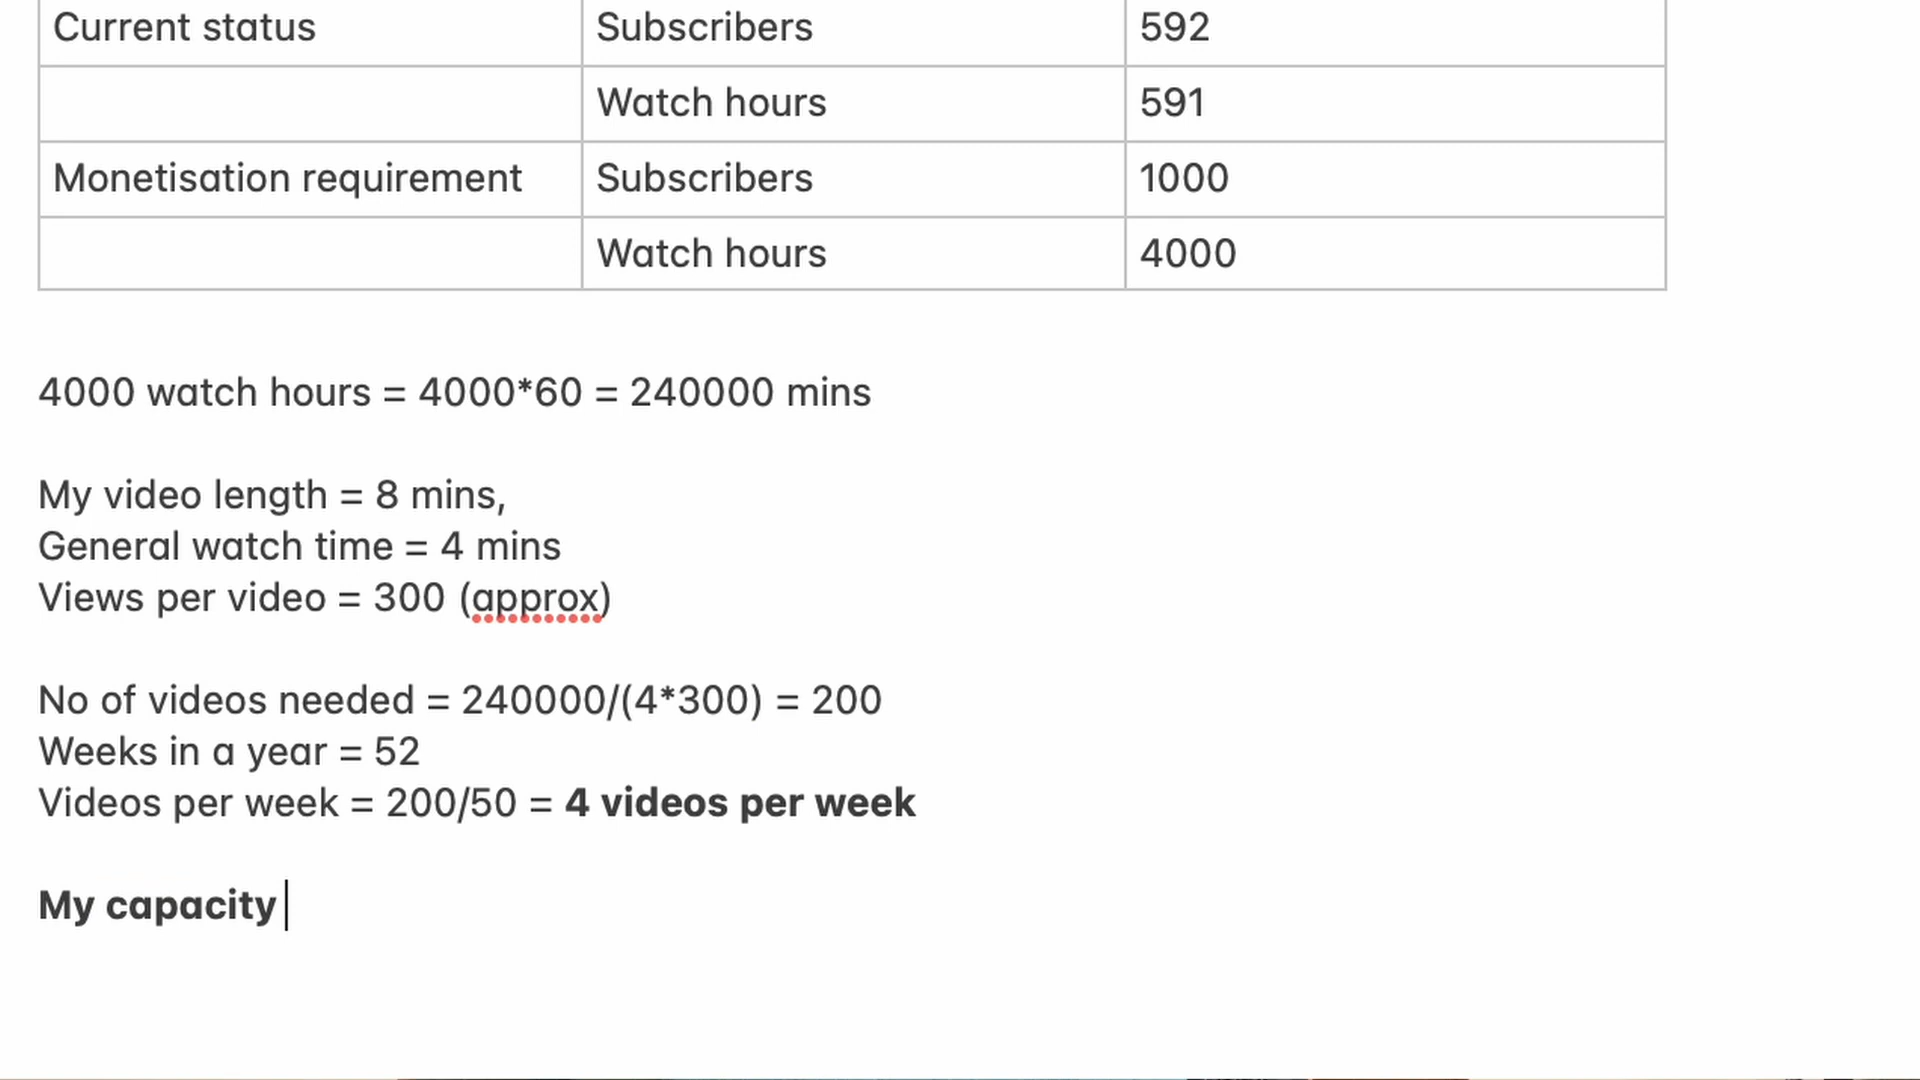 Current status Subscribers 592
Watch hours 591
Monetisation requirement Subscribers 1000
Watch hours 4000
4000 watch hours = 4000*60 = 240000 mins
My video length = 8 mins,
General watch time = 4 mins
Views per video = 300 (approx)
No of videos needed = 240000/(4*300) = 200
Weeks in a year = 52
Videos per week = 200/50 = 4 videos per week
My capacity